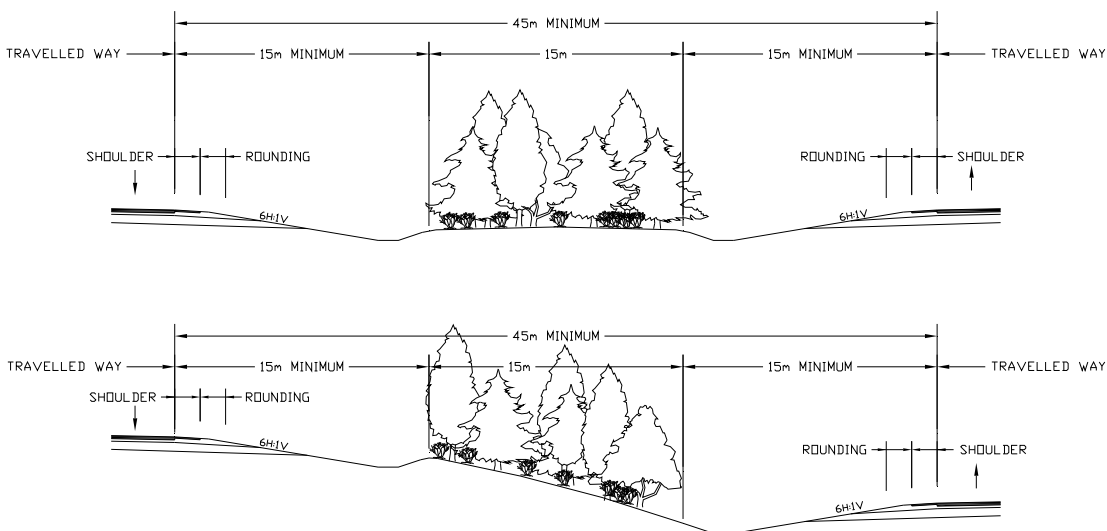 45m MINIMUM
TRAVELLED WAY 15m MINIMUM 15m 15m MINIMUM TRAVELLED WAY
SHOULDER ROUNDING ROUNDING SHOULDER
6H:1V 6H:1V
45m MINIMUM
TRAVELLED WAY 15m MINIMUM 15m 15m MINIMUM TRAVELLED WAY
SHOULDER ROUNDING
6H:1V
ROUNDING SHOULDER
6H:1V